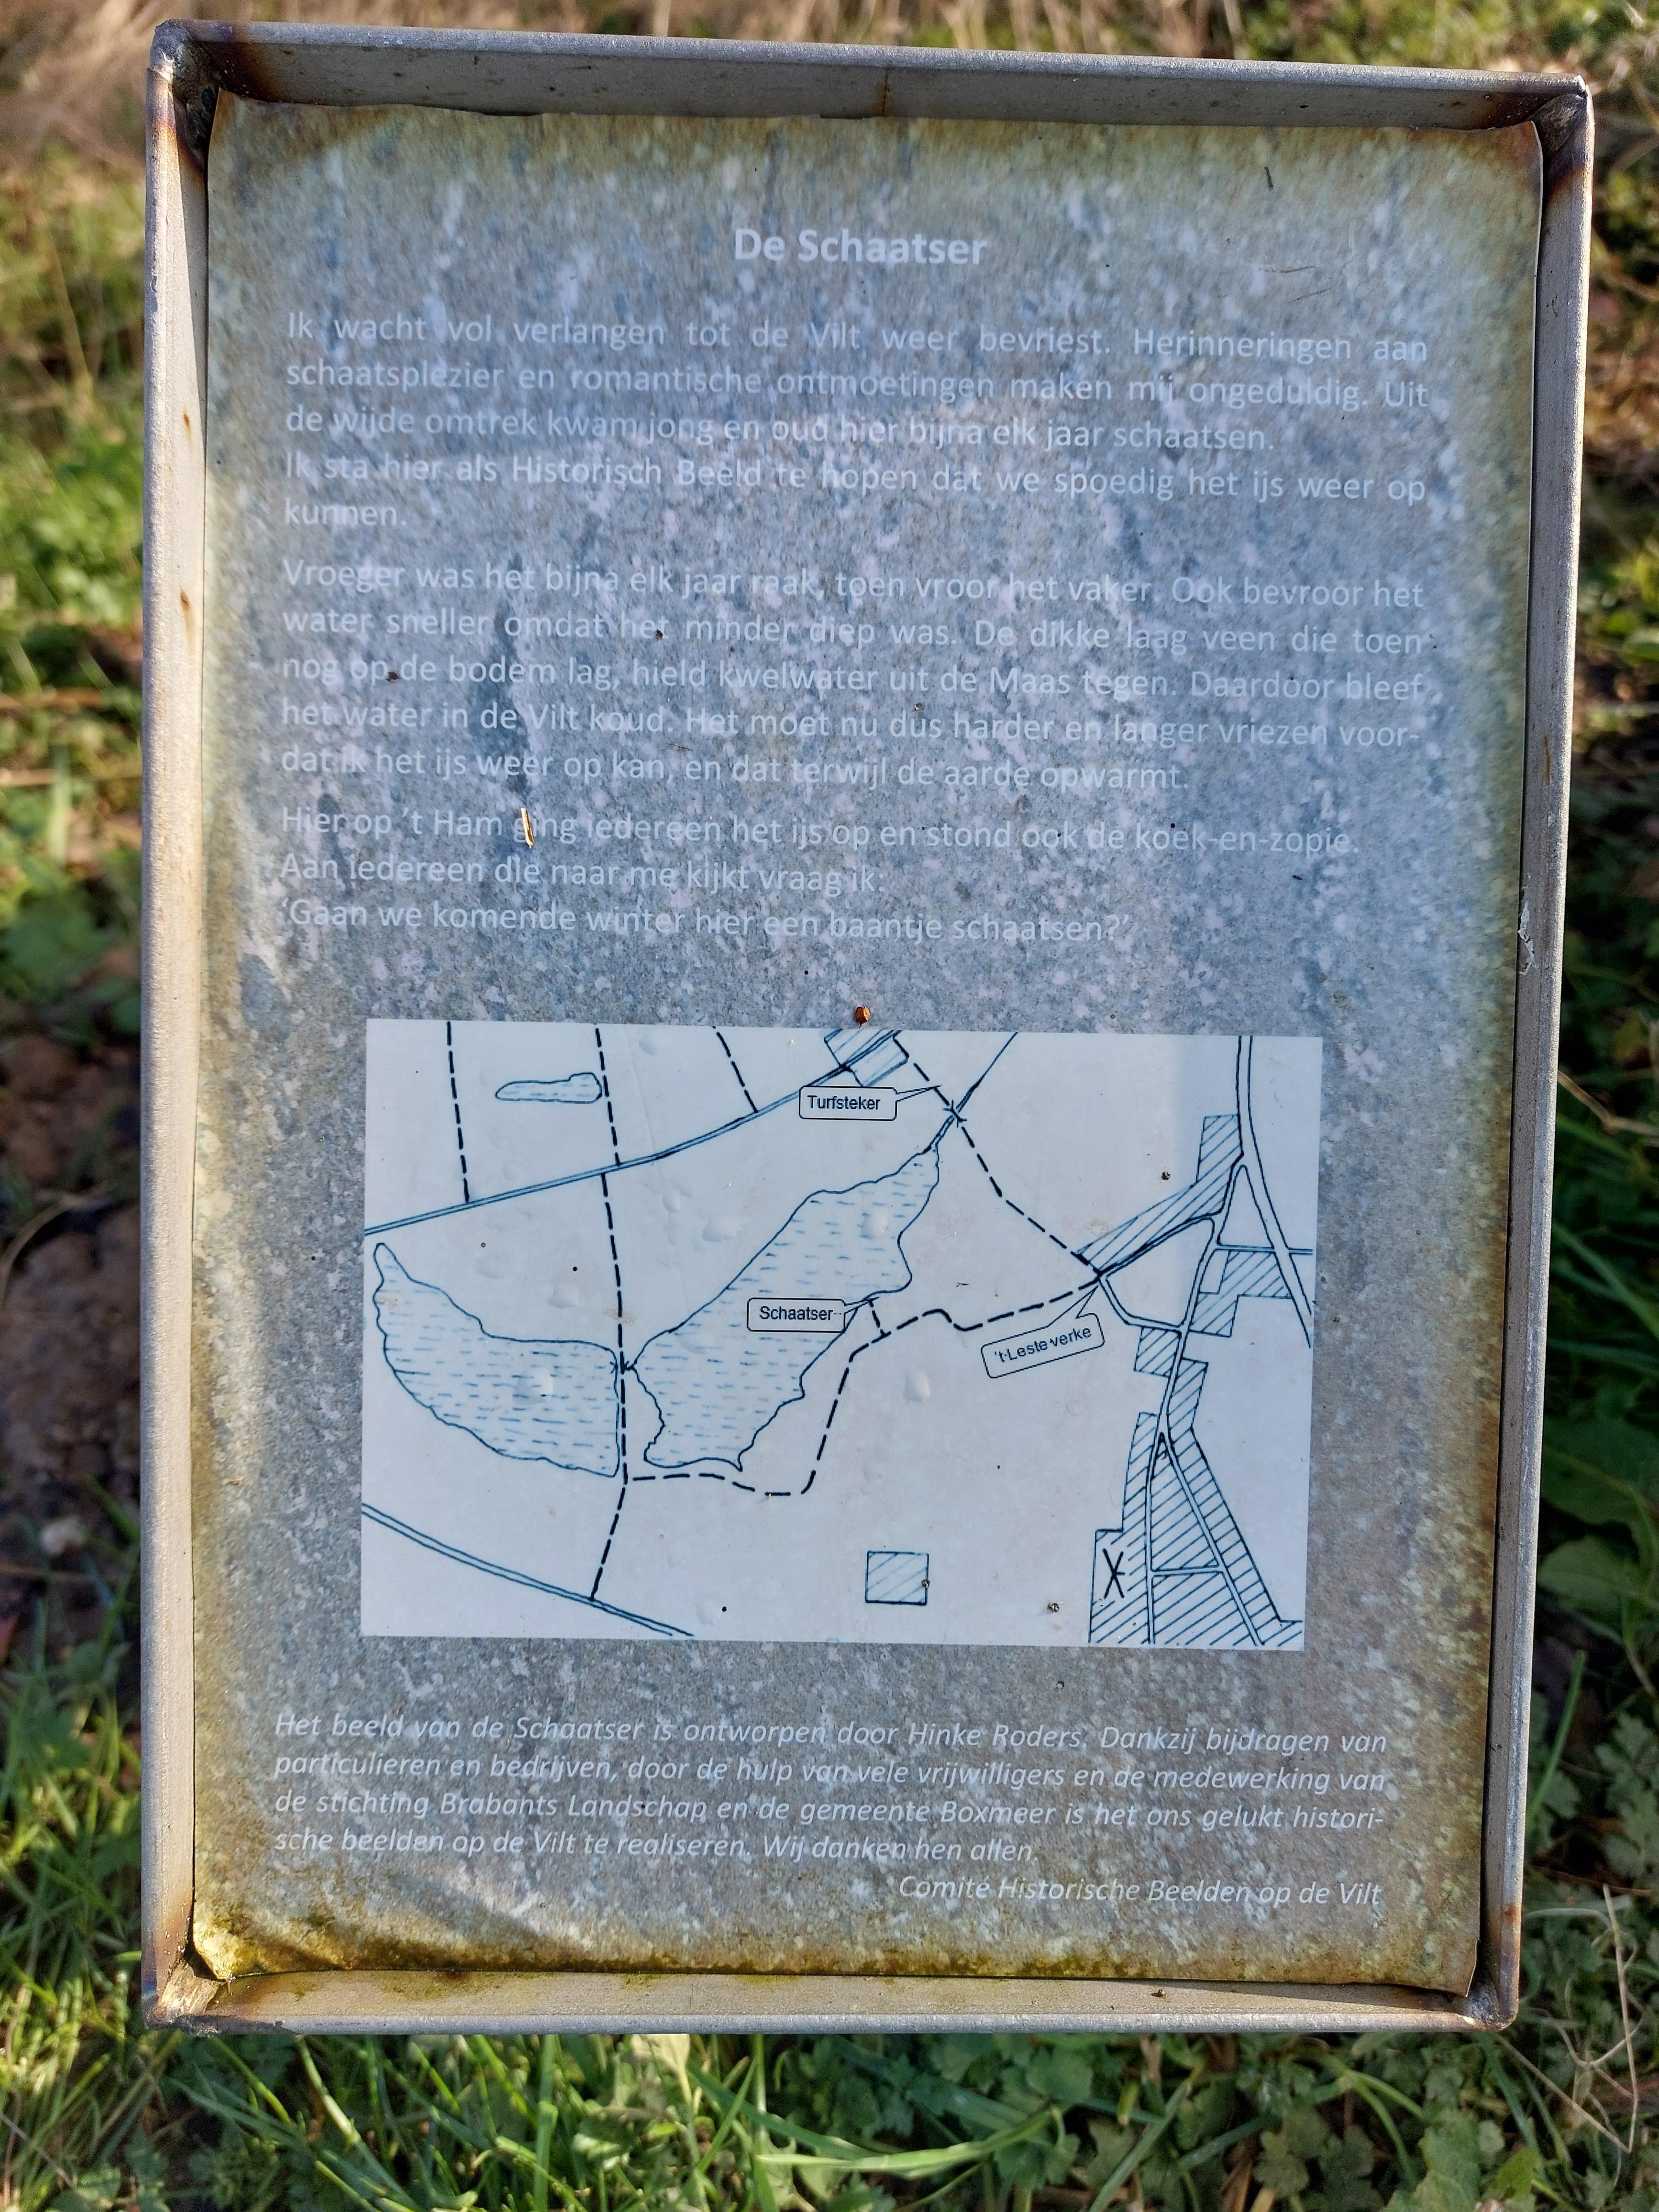 De Schaatser
Ik wacht vol verlangen tot de Vilt weer bevriest. Herinneringen aan
schaatsplezier en romantische ontmoetingen maken mij ongeduldig. Uit
de wijde omtrek kwam jong en oud hier bijna elk jaar schaatsen.
Ik sta hier als Historisch Beeld te hopen dat we spoedig het ijs weer op
kunnen.
Vroeger was het bijna elk jaar raak, toen vroor het vaker. Ook bevroor het
water sneller omdat het minder diep was. De dikke laag veen die toen
nog op de bodem lag, hield kwelwater uit de Maas tegen. Daardoor bleef
het water in de Vilt koud. Het moet nu dus harder en langer vriezen voor-
dat ik het ijs weer op kan, en dat terwijl de aarde opwarmt.
Hier op 't Ham ging iedereen het ijs op en stond ook de koek-en-zopie.
Aan iedereen die naar me kijkt vraag ik:
'Gaan we komende winter hier een baantje schaatsen?'
Turfsteker
Schaatser
't Leste verke
Het beeld van de Schaatser is ontworpen door Hinke Roders. Dankzij bijdragen van
particulieren en bedrijven, door de hulp van vele vrijwilligers en de medewerking van
de stichting Brabants Landschap en de gemeente Boxmeer is het ons gelukt histori-
sche beelden op de Vilt te realiseren. Wij danken hen allen.
Comité Historische Beelden op de Vilt